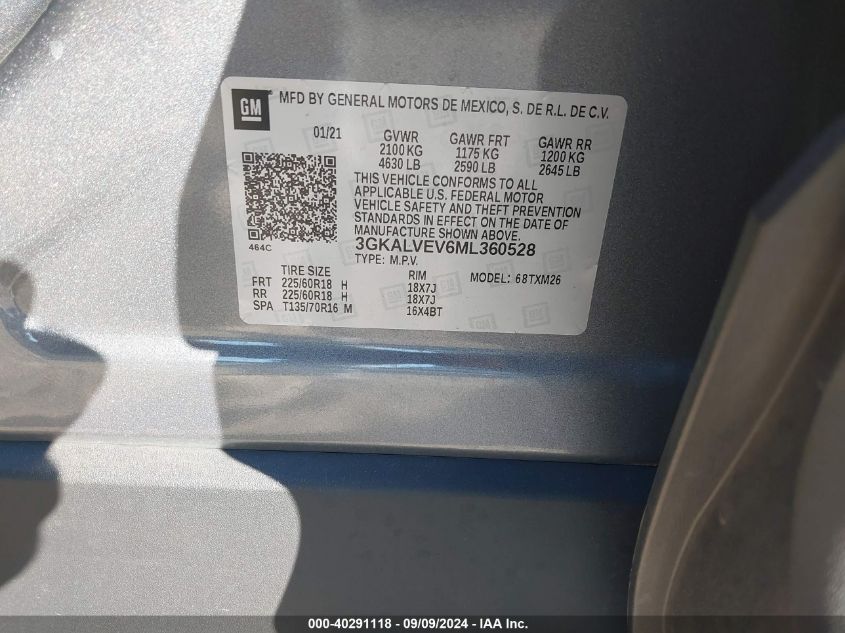 GM
MFD BY GENERAL MOTORS DE MEXICO, S. DE R.L. DE C.V.
01/21 GVWR GAWR FRT GAWR RR
2100 KG 1175 KG 1200 KG
4630 LB 2590 LB 2645 LB
THIS VEHICLE CONFORMS TO ALL
APPLICABLE U.S. FEDERAL MOTOR
VEHICLE SAFETY AND THEFT PREVENTION
STANDARDS IN EFFECT ON THE DATE OF
MANUFACTURE SHOWN ABOVE.
464C
3GKALVEV6ML360528
TYPE: M.P.V.
TIRE SIZE RIM MODEL: 68TXM26
FRT 225/60R18 H 18X7J
RR 225/60R18 H 18X7J
SPA T135/70R16 M 16X4BT
000-40291118 - 09/09/2024 - IAA Inc.